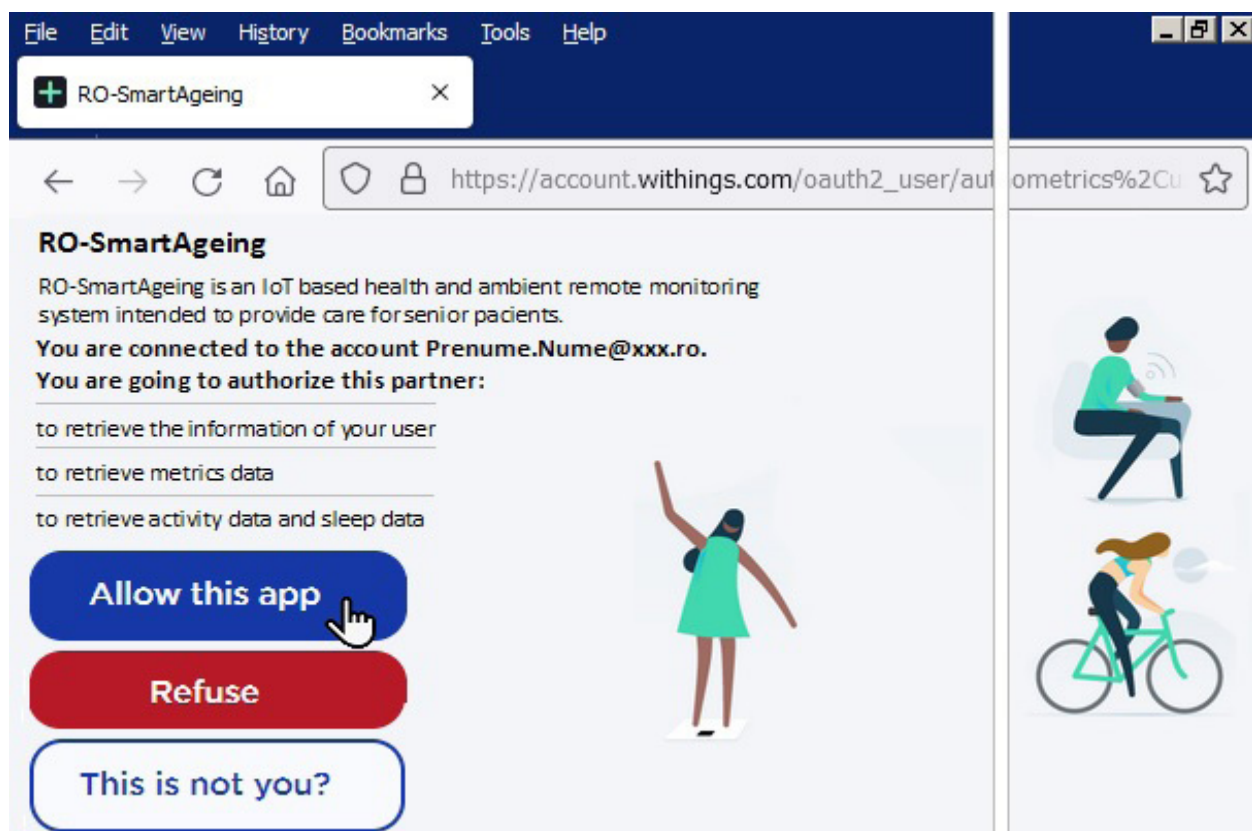 File Edit View History Bookmarks Tools Help
RO-SmartAgeing
https://account.withings.com/oauth2_user/aut ometrics%2Cu
RO-SmartAgeing
RO-SmartAgeing is an IoT based health and ambient remote monitoring
system intended to provide care for senior pacients.
You are connected to the account Prenume.Nume@xxx.ro.
You are going to authorize this partner:
to retrieve the information of your user
to retrieve metrics data
to retrieve activity data and sleep data
Allow this app
Refuse
This is not you?